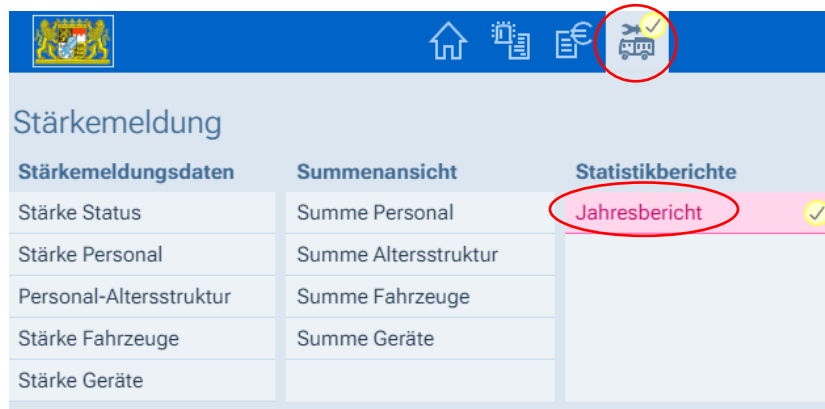 Stärkemeldung
Stärkemeldungsdaten
Stärke Status
Stärke Personal
Personal-Altersstruktur
Stärke Fahrzeuge
Stärke Geräte
Summenansicht
Summe Personal
Summe Altersstruktur
Summe Fahrzeuge
Summe Geräte
Statistikberichte
Jahresbericht